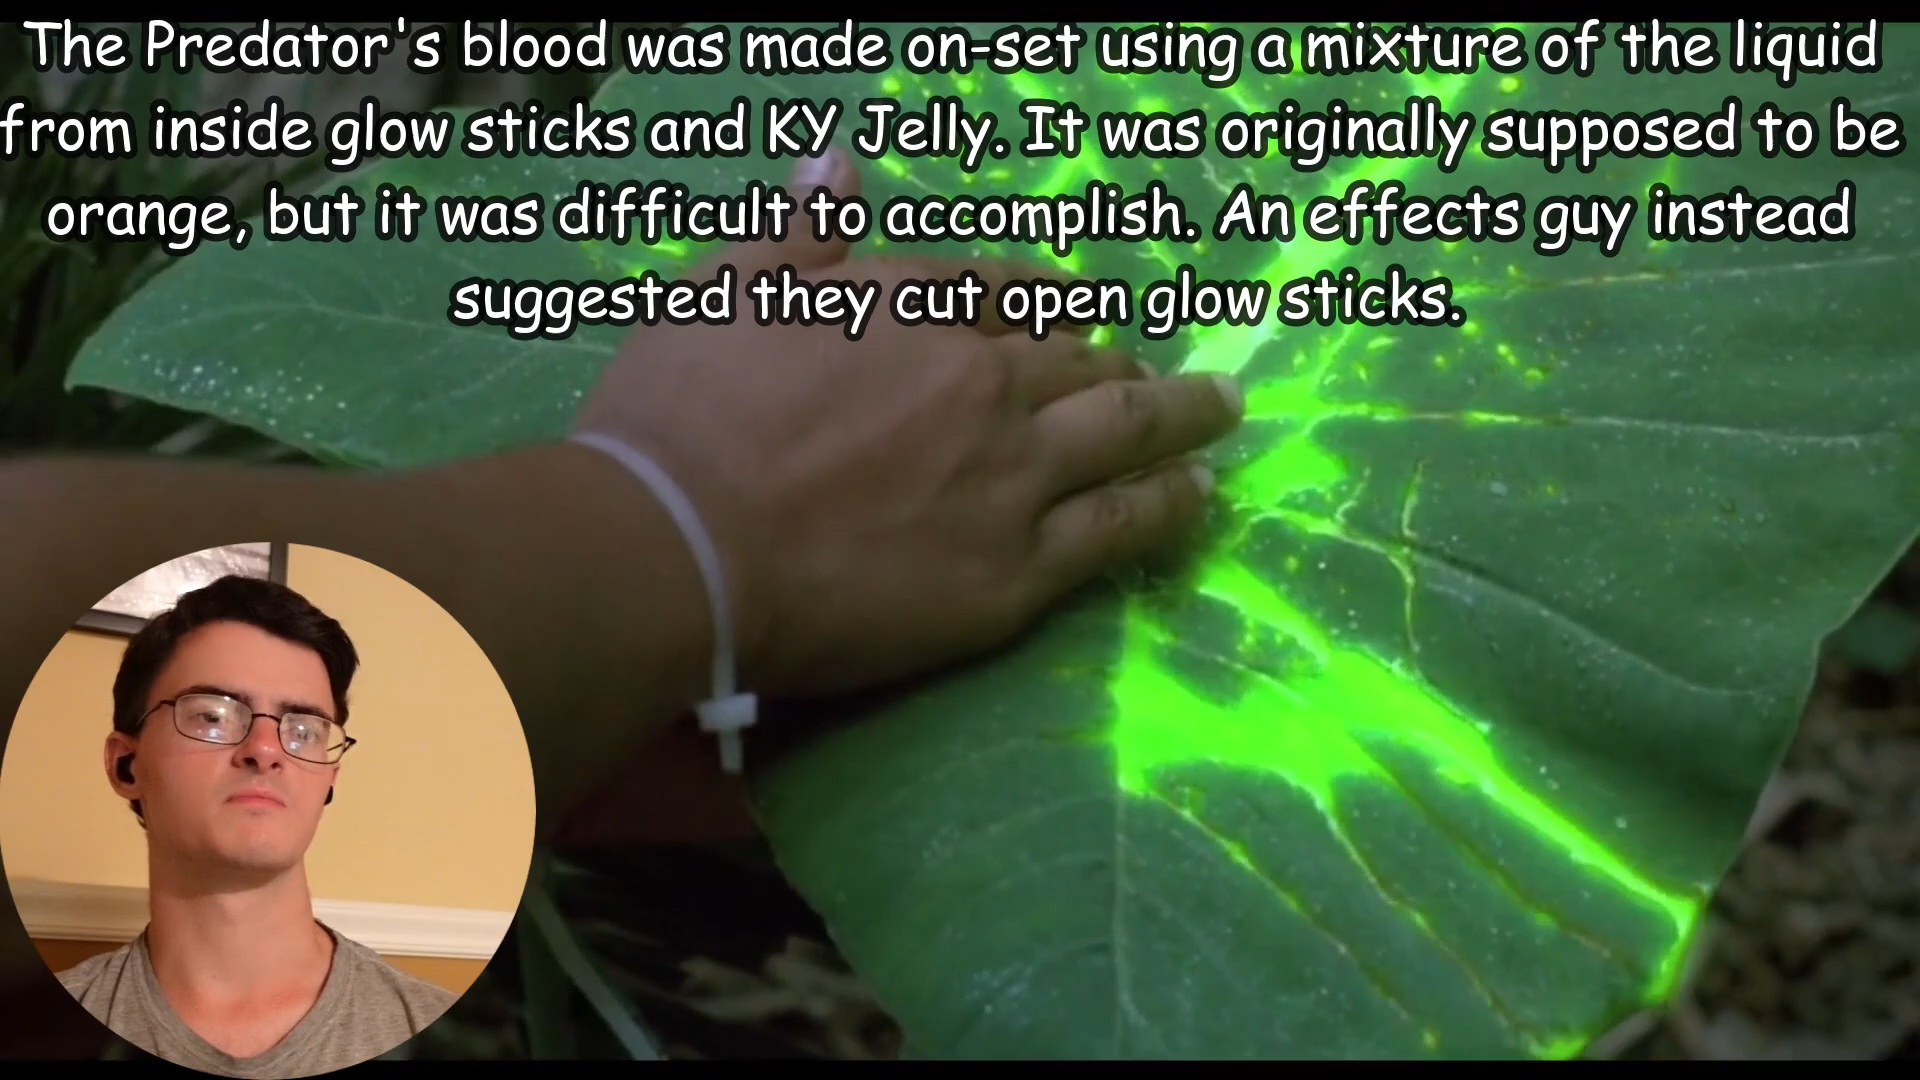 The Predator's blood was made on-set using a mixture of the liquid
from inside glow sticks and KY Jelly. It was originally supposed to be
orange, but it was difficult to accomplish. An effects guy instead
suggested they cut open glow sticks.